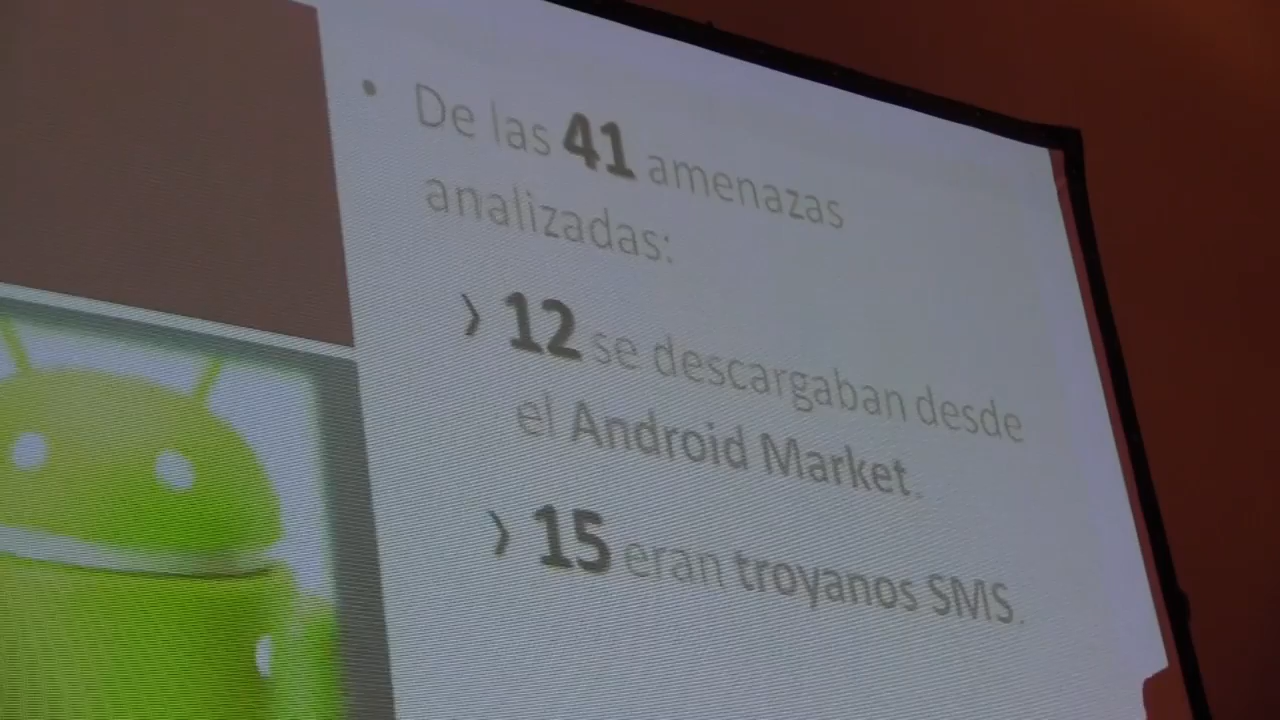 • De las 41 amenazas
analizadas:
› 12 se descargaban desde
el Android Market.
› 15 eran troyanos SMS.